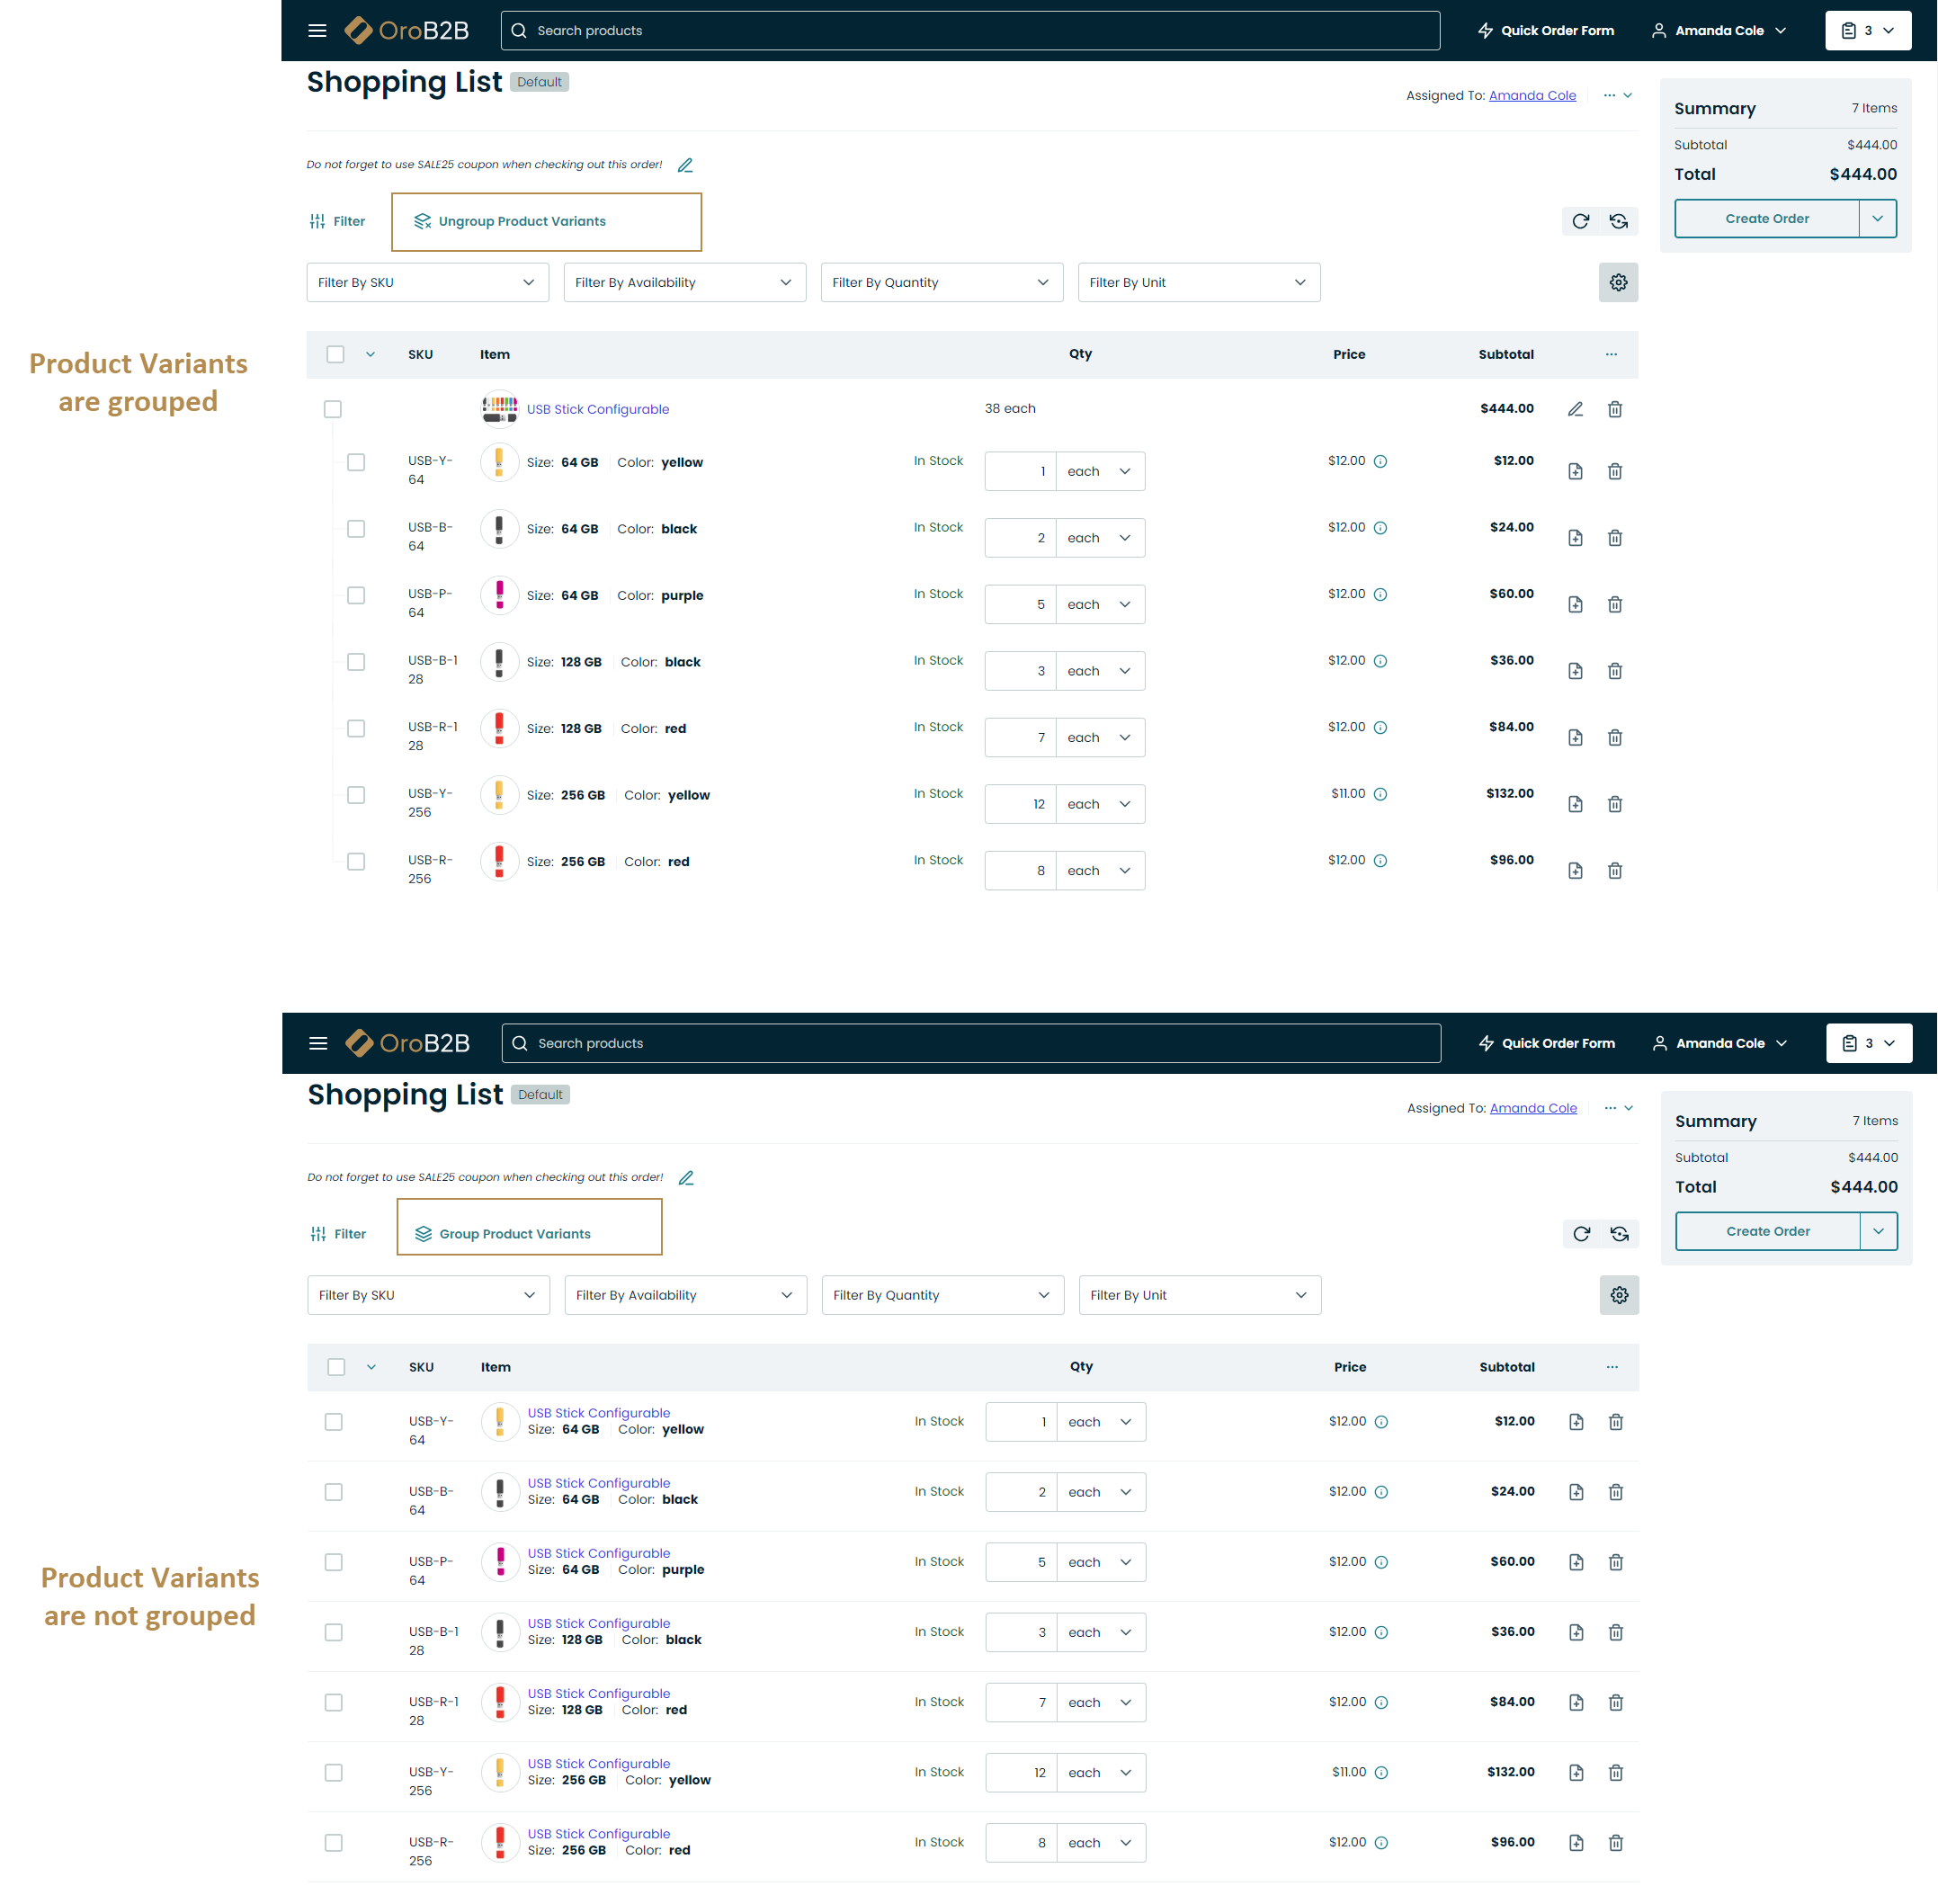 OroB2B
Search products
Quick Order Form
Amanda Cole
3
Shopping List Default
Assigned To: Amanda Cole ...
Summary 7 Items
Subtotal $444.00
Total $444.00
Create Order
Do not forget to use SALE25 coupon when checking out this order!
Filter
Ungroup Product Variants
Filter By SKU
Filter By Availability
Filter By Quantity
Filter By Unit
Product Variants
are grouped
SKU Item Qty Price Subtotal ...
USB Stick Configurable 38 each $444.00
USB-Y- Size: 64 GB Color: yellow In Stock 1 each $12.00 $12.00
64
USB-B- Size: 64 GB Color: black In Stock 2 each $12.00 $24.00
64
USB-P- Size: 64 GB Color: purple In Stock 5 each $12.00 $60.00
64
USB-B-1 Size: 128 GB Color: black In Stock 3 each $12.00 $36.00
28
USB-R-1 Size: 128 GB Color: red In Stock 7 each $12.00 $84.00
28
USB-Y- Size: 256 GB Color: yellow In Stock 12 each $11.00 $132.00
256
USB-R- Size: 256 GB Color: red In Stock 8 each $12.00 $96.00
256
OroB2B
Search products
Quick Order Form
Amanda Cole
3
Shopping List Default
Assigned To: Amanda Cole ...
Summary 7 Items
Subtotal $444.00
Total $444.00
Create Order
Do not forget to use SALE25 coupon when checking out this order!
Filter
Group Product Variants
Filter By SKU
Filter By Availability
Filter By Quantity
Filter By Unit
SKU Item Qty Price Subtotal ...
USB Stick Configurable
USB-Y- Size: 64 GB Color: yellow In Stock 1 each $12.00 $12.00
64
USB Stick Configurable
USB-B- Size: 64 GB Color: black In Stock 2 each $12.00 $24.00
64
USB Stick Configurable
USB-P- Size: 64 GB Color: purple In Stock 5 each $12.00 $60.00
64
Product Variants
are not grouped
USB Stick Configurable
USB-B-1 Size: 128 GB Color: black In Stock 3 each $12.00 $36.00
28
USB Stick Configurable
USB-R-1 Size: 128 GB Color: red In Stock 7 each $12.00 $84.00
28
USB Stick Configurable
USB-Y- Size: 256 GB Color: yellow In Stock 12 each $11.00 $132.00
256
USB Stick Configurable
USB-R- Size: 256 GB Color: red In Stock 8 each $12.00 $96.00
256